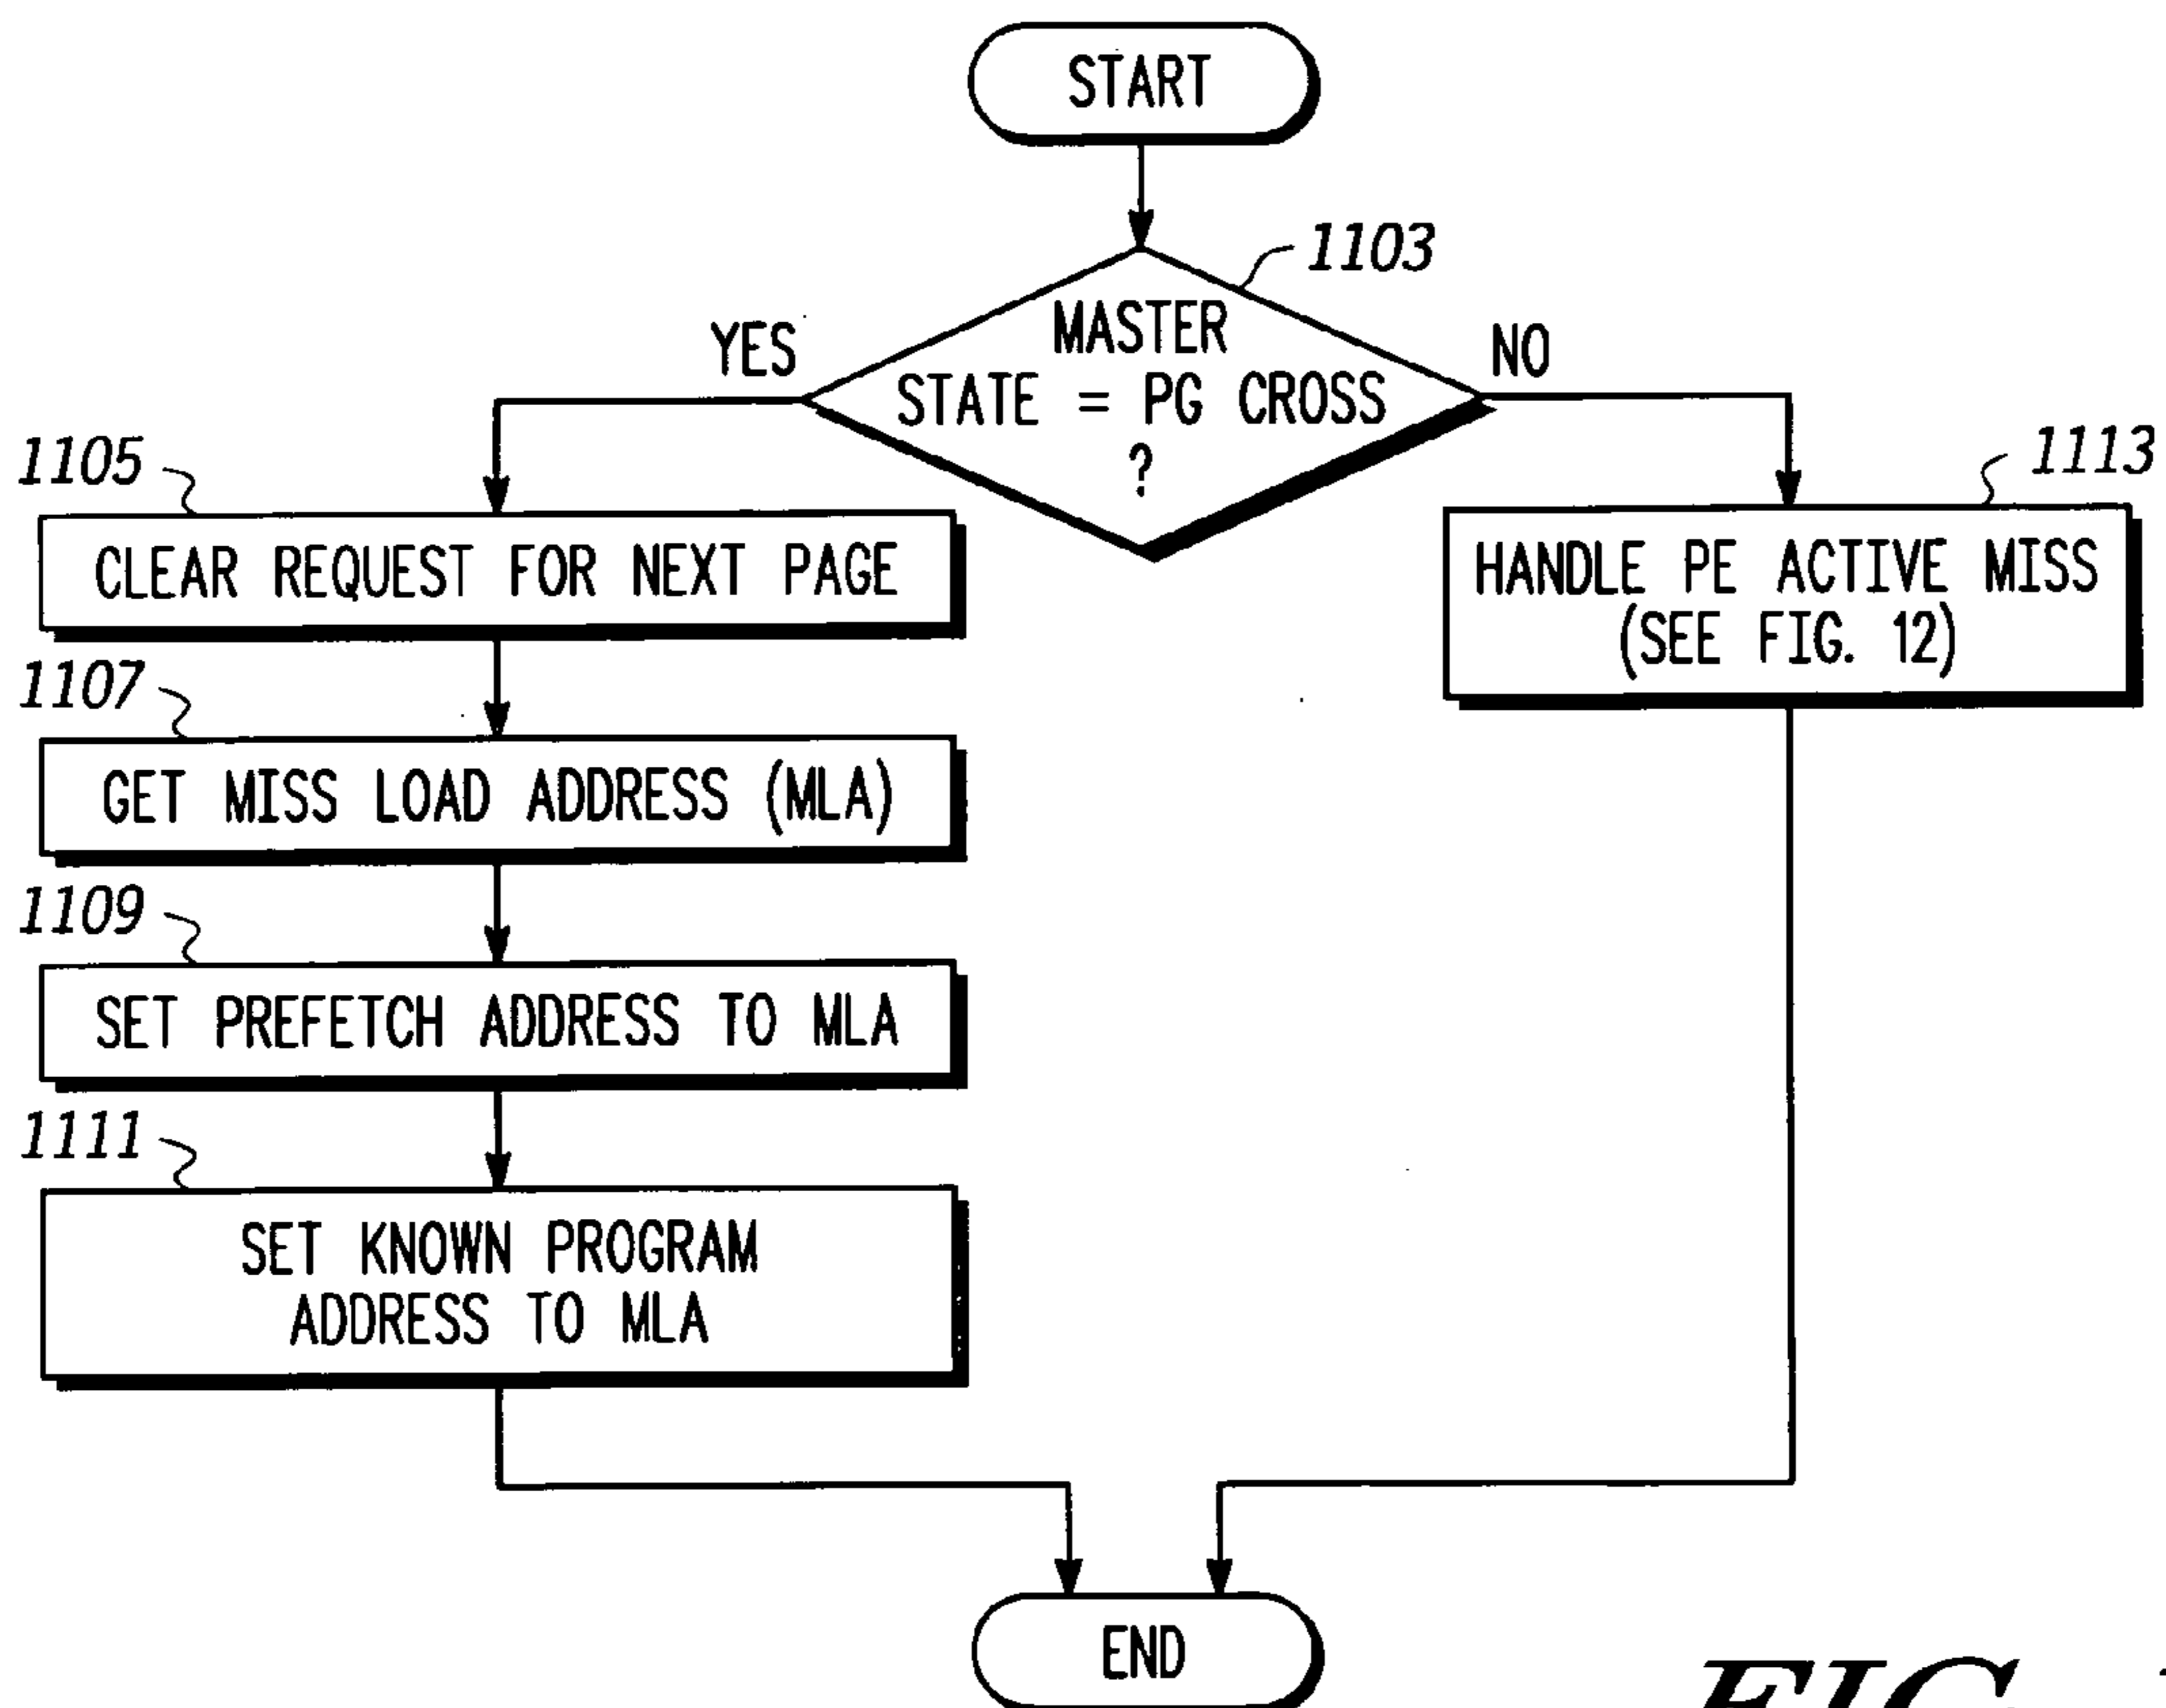 START
1103
MASTER
STATE = PG CROSS
?
YES
NO
1105
CLEAR REQUEST FOR NEXT PAGE
1113
HANDLE PE ACTIVE MISS
(SEE FIG. 12)
1107
GET MISS LOAD ADDRESS (MLA)
1109
SET PREFETCH ADDRESS TO MLA
1111
SET KNOWN PROGRAM
ADDRESS TO MLA
END
FIG.